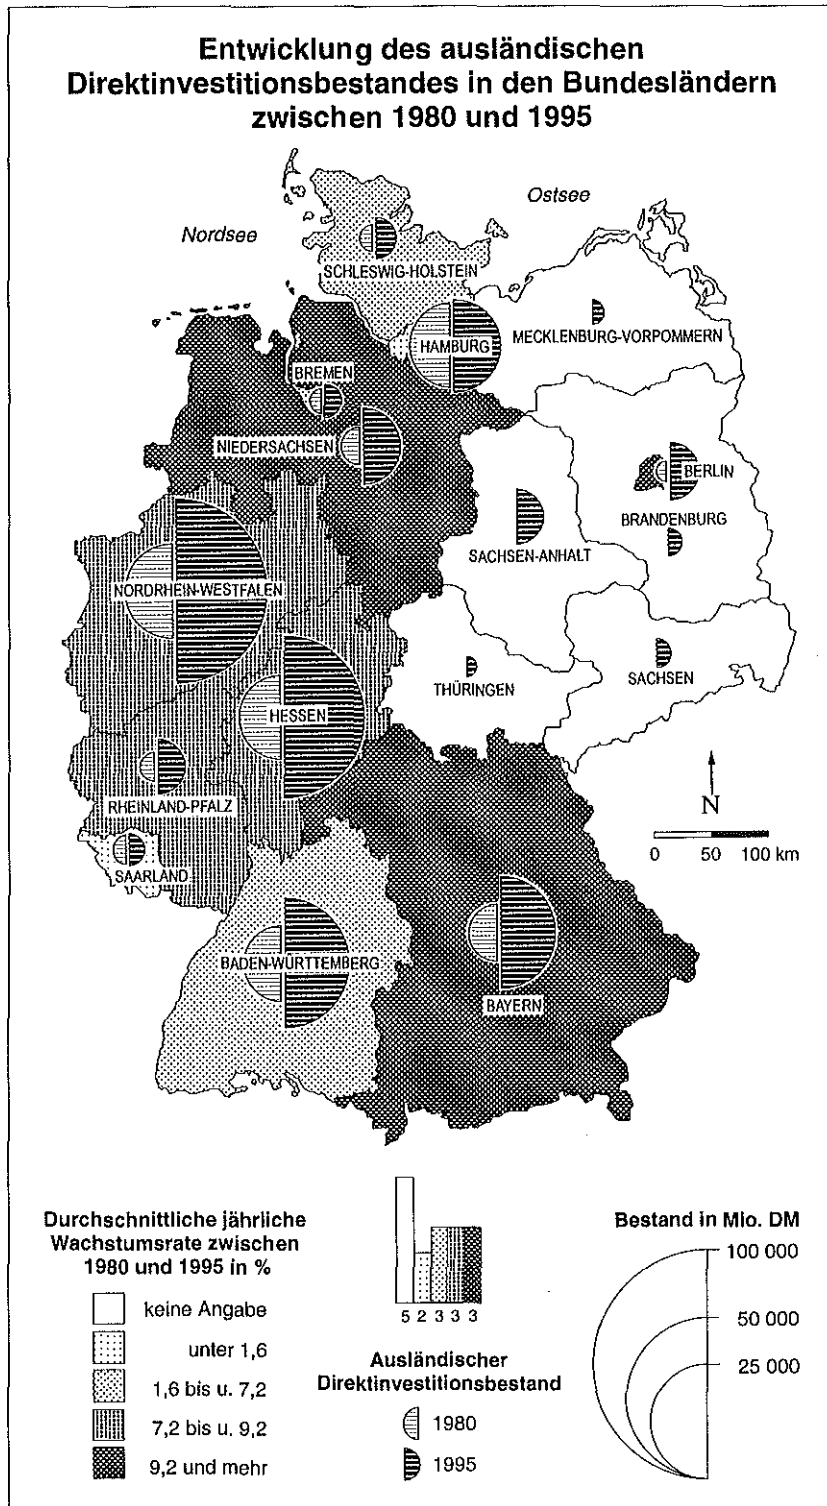 Entwicklung des ausländischen
Direktinvestitionsbestandes in den Bundesländern
zwischen 1980 und 1995
Nordsee
Ostsee
SCHLESWIG-HOLSTEIN
MECKLENBURG-VORPOMMERN
HAMBURG
BREMEN
NIEDERSACHSEN
BERLIN
BRANDENBURG
SACHSEN-ANHALT
NORDRHEIN-WESTFALEN
HESSEN
THÜRINGEN
SACHSEN
RHEINLAND-PFALZ
SAARLAND
N
0 50 100 km
BADEN-WÜRTTEMBERG
BAYERN
Durchschnittliche jährliche
Wachstumsrate zwischen
1980 und 1995 in %
keine Angabe
unter 1,6
1,6 bis u. 7,2
7,2 bis u. 9,2
9,2 und mehr
5 2 3 3 3
Ausländischer
Direktinvestitionsbestand
1980
1995
Bestand in Mio. DM
100 000
50 000
25 000